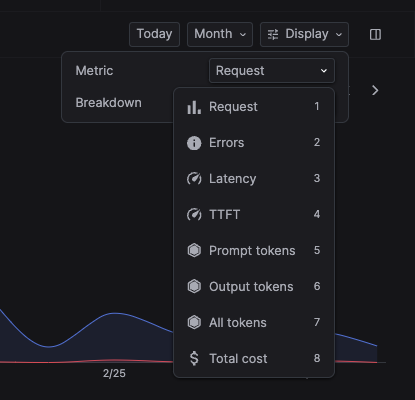 Today Month Display
Metric Request
Breakdown
Request 1
Errors 2
Latency 3
TTFT 4
Prompt tokens 5
Output tokens 6
All tokens 7
Total cost 8
2/25